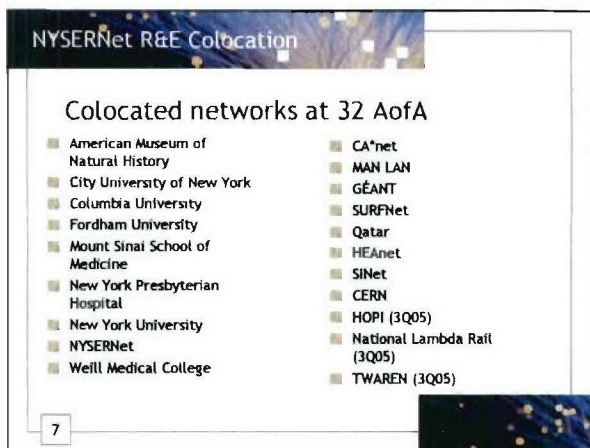 NYSERNet R&E Colocation
Colocated networks at 32 AofA
American Museum of
Natural History
City University of New York
Columbia University
Fordham University
Mount Sinai School of
Medicine
New York Presbyterian
Hospital
New York University
NYSERNet
Weill Medical College
CA*net
MAN LAN
GÉANT
SURFNet
Qatar
HEAnet
SINet
CERN
HOPI (3Q05)
National Lambda Rail
(3Q05)
TWAREN (3Q05)
7